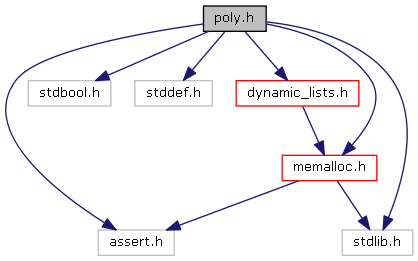 poly.h
stdbool.h
stddef.h
dynamic_lists.h
memalloc.h
assert.h
stdlib.h